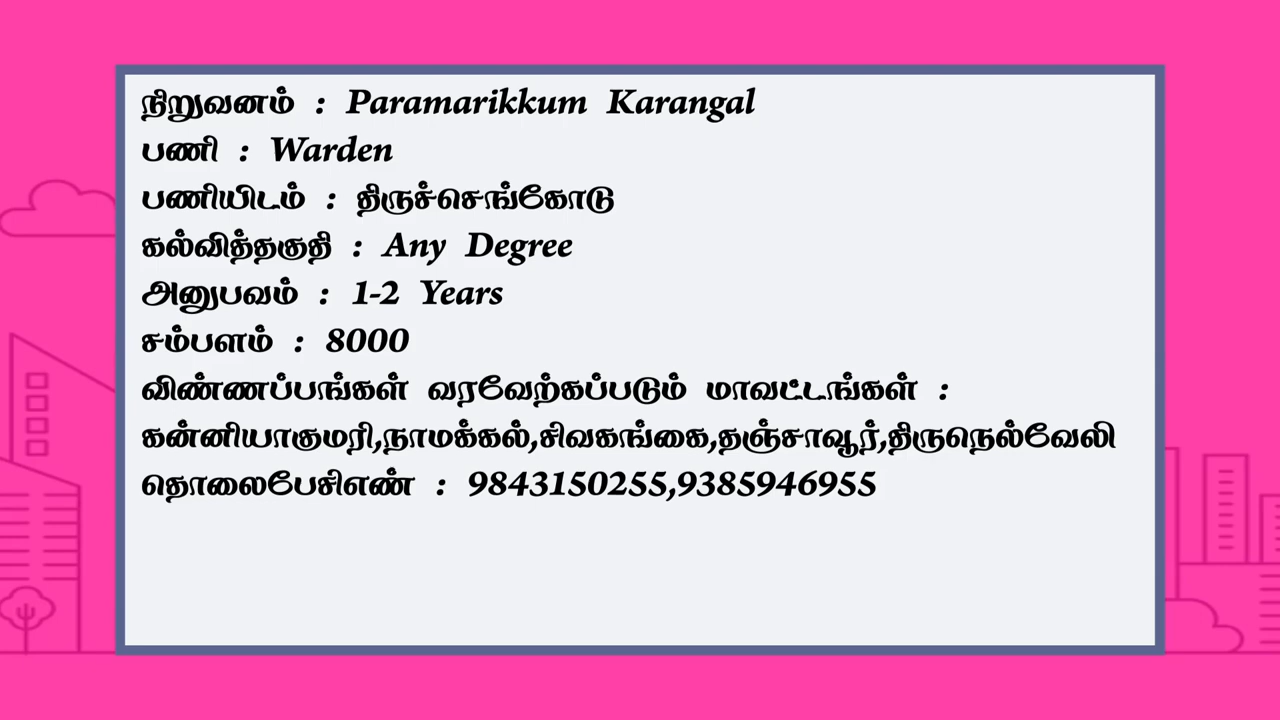 நிறுவனம் : Paramarikkum Karangal
பணி : Warden
பணியிடம் : திருச்செங்கோடு
கல்வித்தகுதி : Any Degree
அனுபவம் : 1-2 Years
சம்பளம் : 8000
விண்ணப்பங்கள் வரவேற்கப்படும் மாவட்டங்கள் :
கன்னியாகுமரி,நாமக்கல்,சிவகங்கை,தஞ்சாவூர்,திருநெல்வேலி
தொலைபேசிஎண் : 9843150255,9385946955